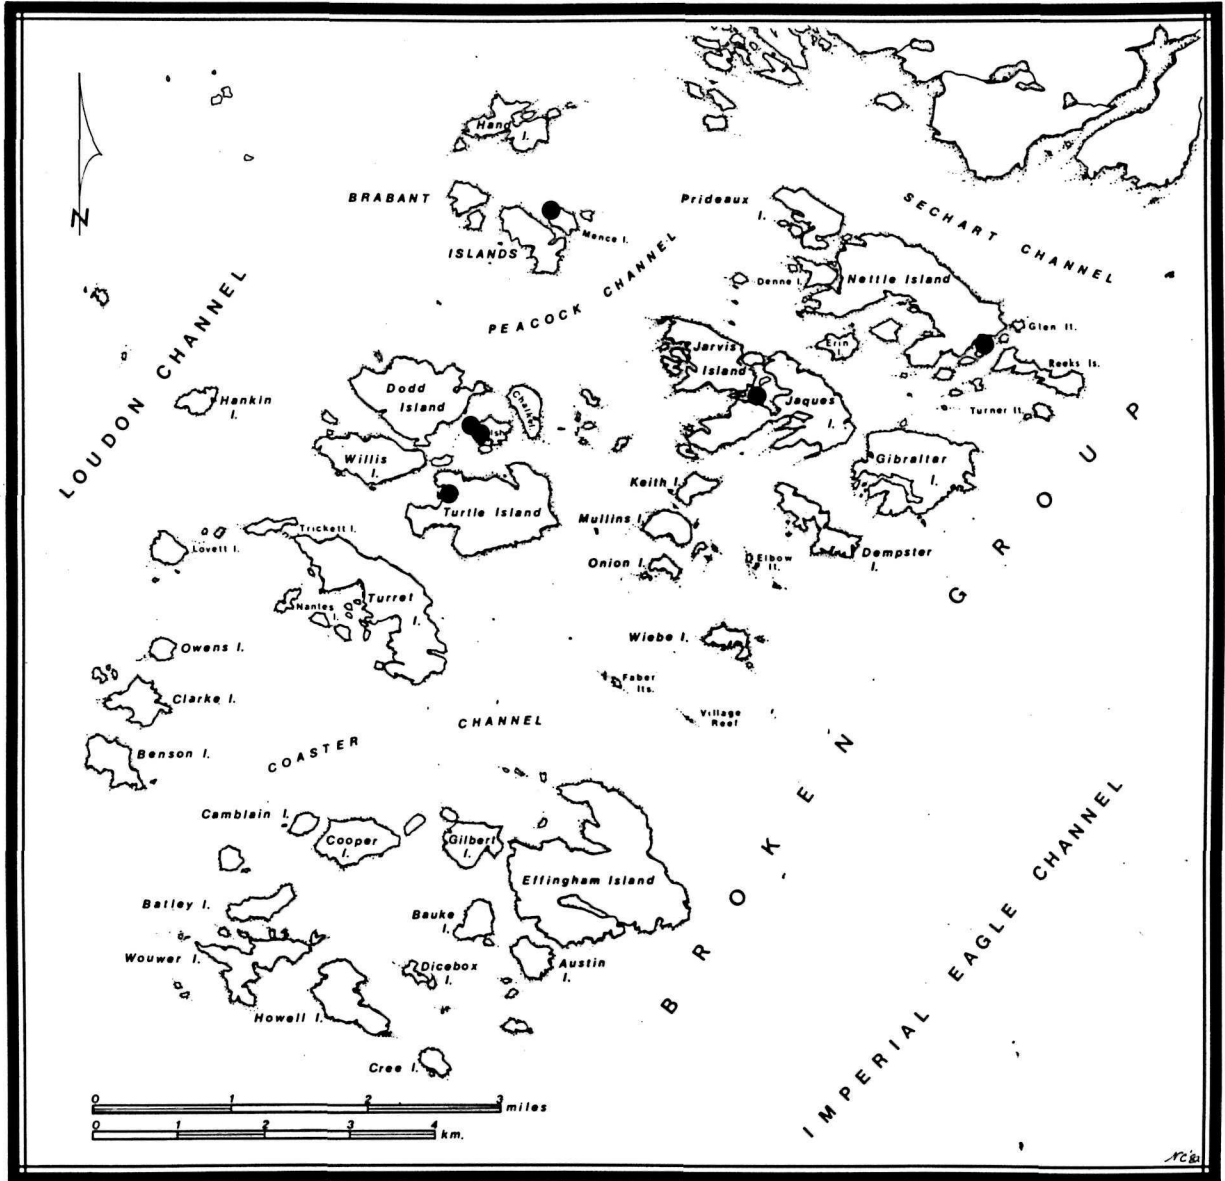 Hand
I.
BRABANT
ISLANDS
Mence I.
Prideaux
I.
SECHART CHANNEL
PEACOCK CHANNEL
Denne I.
Nettle Island
Glen It.
Erin
I.
Reeks Is.
Turner It.
Jarvis
Island
Jaques
I.
LOUDON CHANNEL
Hankin
I.
Dodd
Island
Willis
I.
Turtle Island
Gibralter
I.
Keith I.
Mullins I.
Onion I.
Elbow
It.
Dempster
I.
Trickett I.
Lovett I.
Nantes
I.
Turret
I.
Owens I.
Clarke I.
Benson I.
Wiebe I.
Faber
Its.
Village
Reef
COASTER CHANNEL
Camblain I.
Cooper
I.
Gilbert
I.
Effingham Island
Batley I.
Bauke
I.
Wouwer I.
Dicebox
I.
Austin
I.
Howell I.
Cree I.
BROKEN GROUP
IMPERIAL EAGLE CHANNEL
N
0 1 2 3 miles
0 1 2 3 4 km.
NC'82